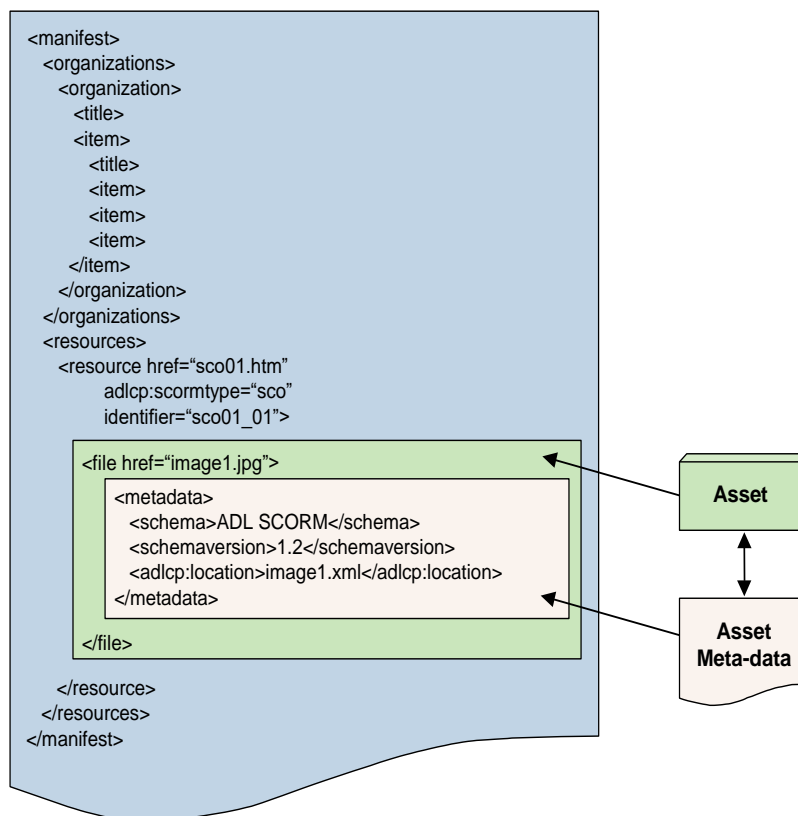 <manifest>
<organizations>
<organization>
<title>
<item>
<title>
<item>
<item>
<item>
</item>
</organization>
</organizations>
<resources>
<resource href=“sco01.htm”
adlcp:scormtype=“sco”
identifier=“sco01_01”>
<file href=“image1.jpg”>
<metadata>
<schema>ADL SCORM</schema>
<schemaversion>1.2</schemaversion>
<adlcp:location>image1.xml</adlcp:location>
</metadata>
</file>
</resource>
</resources>
</manifest>
Asset
Asset
Meta-data